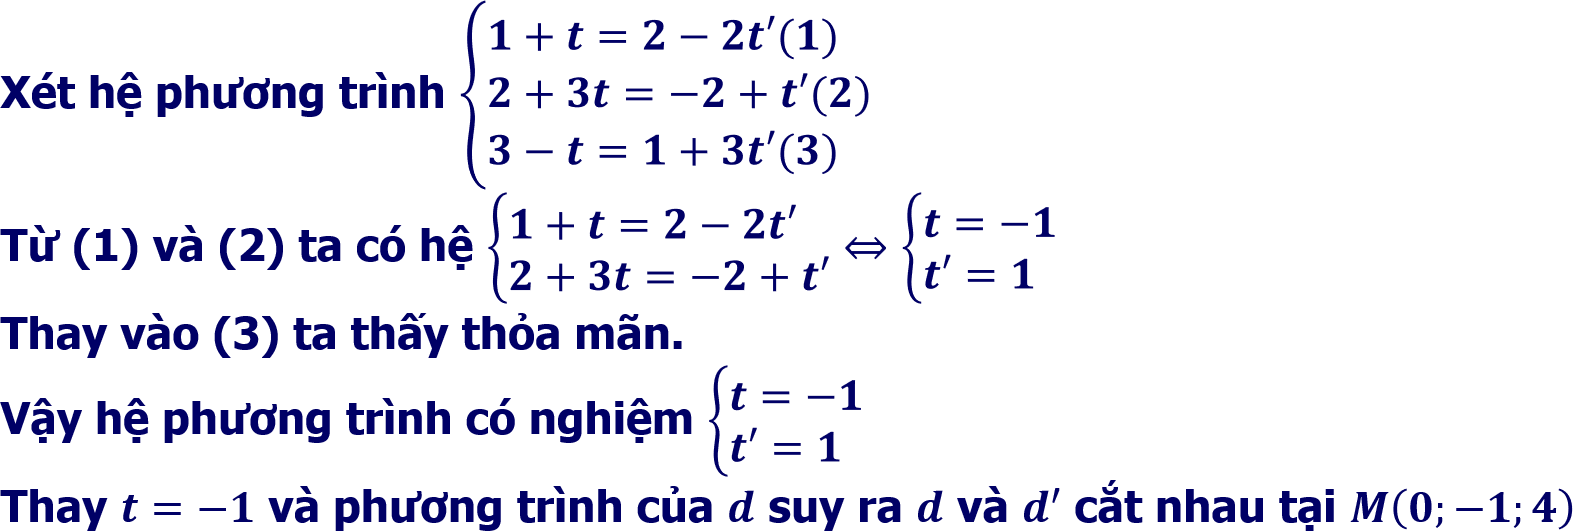 Xét hệ phương trình {1 + t = 2 − 2t′(1)
2 + 3t = −2 + t′(2)
3 − t = 1 + 3t′(3)
Từ (1) và (2) ta có hệ {1 + t = 2 − 2t′ ⇔ {t = −1
2 + 3t = −2 + t′ t′ = 1
Thay vào (3) ta thấy thỏa mãn.
Vậy hệ phương trình có nghiệm {t = −1
t′ = 1
Thay t = −1 và phương trình của d suy ra d và d′ cắt nhau tại M(0; −1; 4)